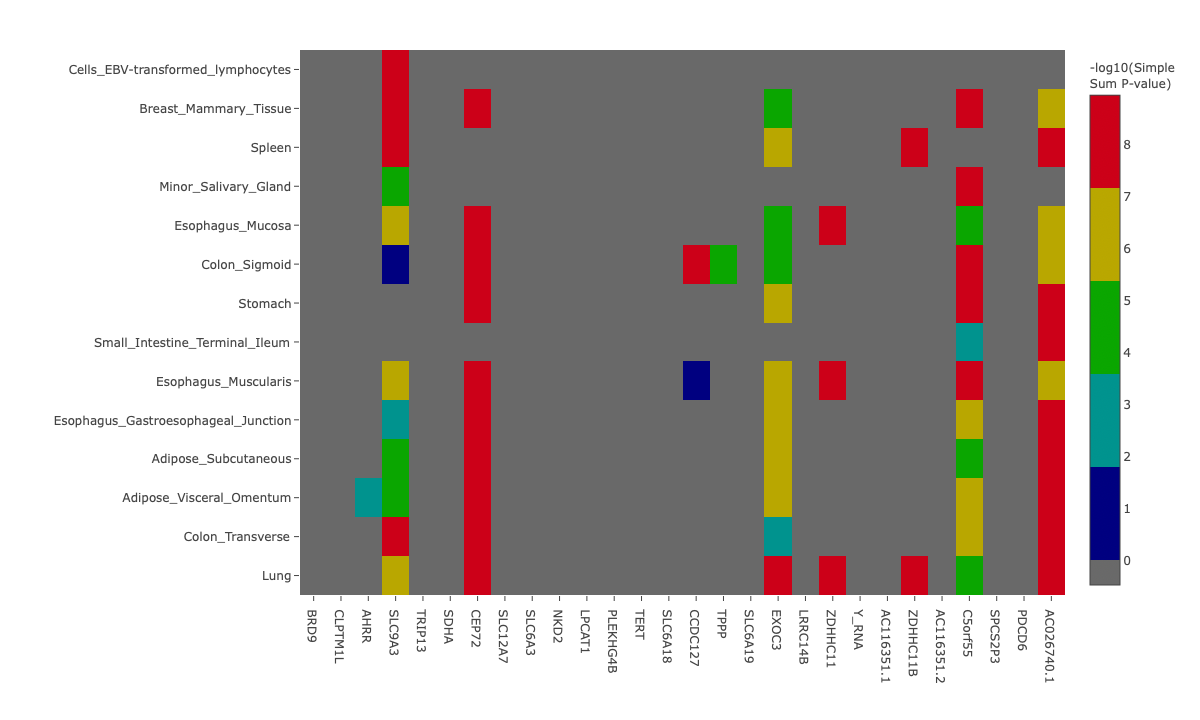 -log10(Simple
Sum P-value)
Cells_EBV-transformed_lymphocytes
Breast_Mammary_Tissue
Spleen
Minor_Salivary_Gland
Esophagus_Mucosa
Colon_Sigmoid
Stomach
Small_Intestine_Terminal_Ileum
Esophagus_Muscularis
Esophagus_Gastroesophageal_Junction
Adipose_Subcutaneous
Adipose_Visceral_Omentum
Colon_Transverse
Lung
8
7
6
5
4
3
2
1
0
BRD9
CLPTM1L
AHRR
SLC9A3
TRIP13
SDHA
CEP72
SLC12A7
SLC6A3
NKD2
LPCAT1
PLEKHG4B
TERT
SLC6A18
CCDC127
TPPP
SLC6A19
EXOC3
LRRC14B
ZDHHC11
Y_RNA
AC116351.1
ZDHHC11B
AC116351.2
C5orf55
SPCS2P3
PDCD6
AC026740.1